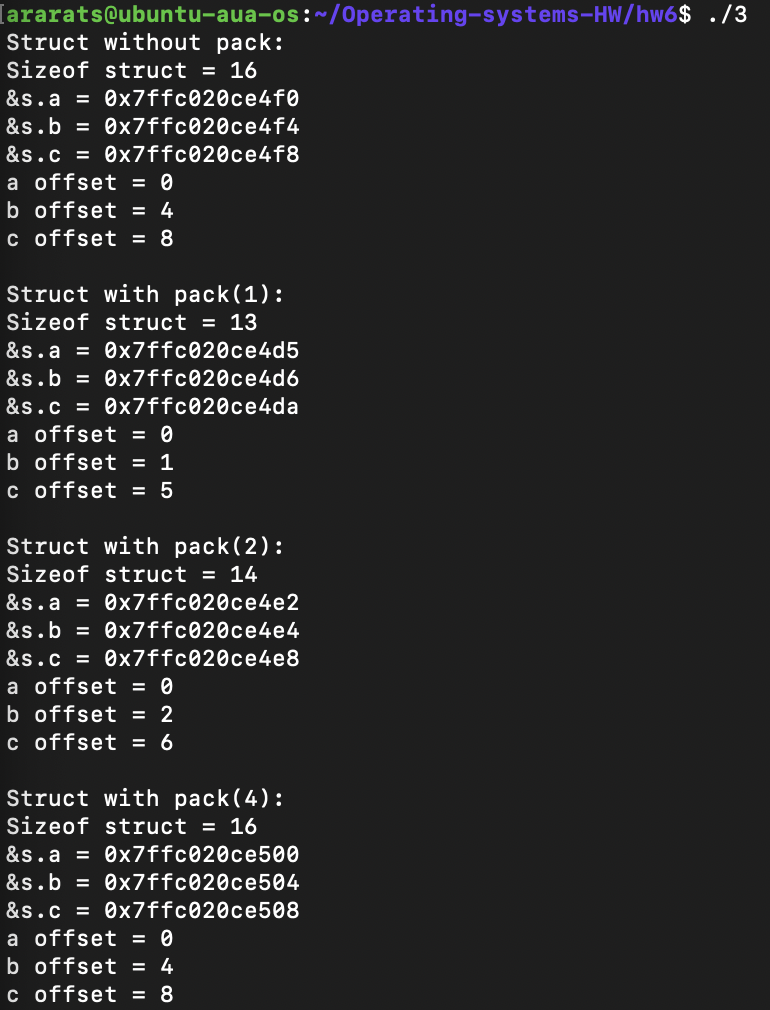 [ararats@ubuntu-aua-os:~/Operating-systems-HW/hw6$ ./3
Struct without pack:
Sizeof struct = 16
&s.a = 0x7ffc020ce4f0
&s.b = 0x7ffc020ce4f4
&s.c = 0x7ffc020ce4f8
a offset = 0
b offset = 4
c offset = 8

Struct with pack(1):
Sizeof struct = 13
&s.a = 0x7ffc020ce4d5
&s.b = 0x7ffc020ce4d6
&s.c = 0x7ffc020ce4da
a offset = 0
b offset = 1
c offset = 5

Struct with pack(2):
Sizeof struct = 14
&s.a = 0x7ffc020ce4e2
&s.b = 0x7ffc020ce4e4
&s.c = 0x7ffc020ce4e8
a offset = 0
b offset = 2
c offset = 6

Struct with pack(4):
Sizeof struct = 16
&s.a = 0x7ffc020ce500
&s.b = 0x7ffc020ce504
&s.c = 0x7ffc020ce508
a offset = 0
b offset = 4
c offset = 8